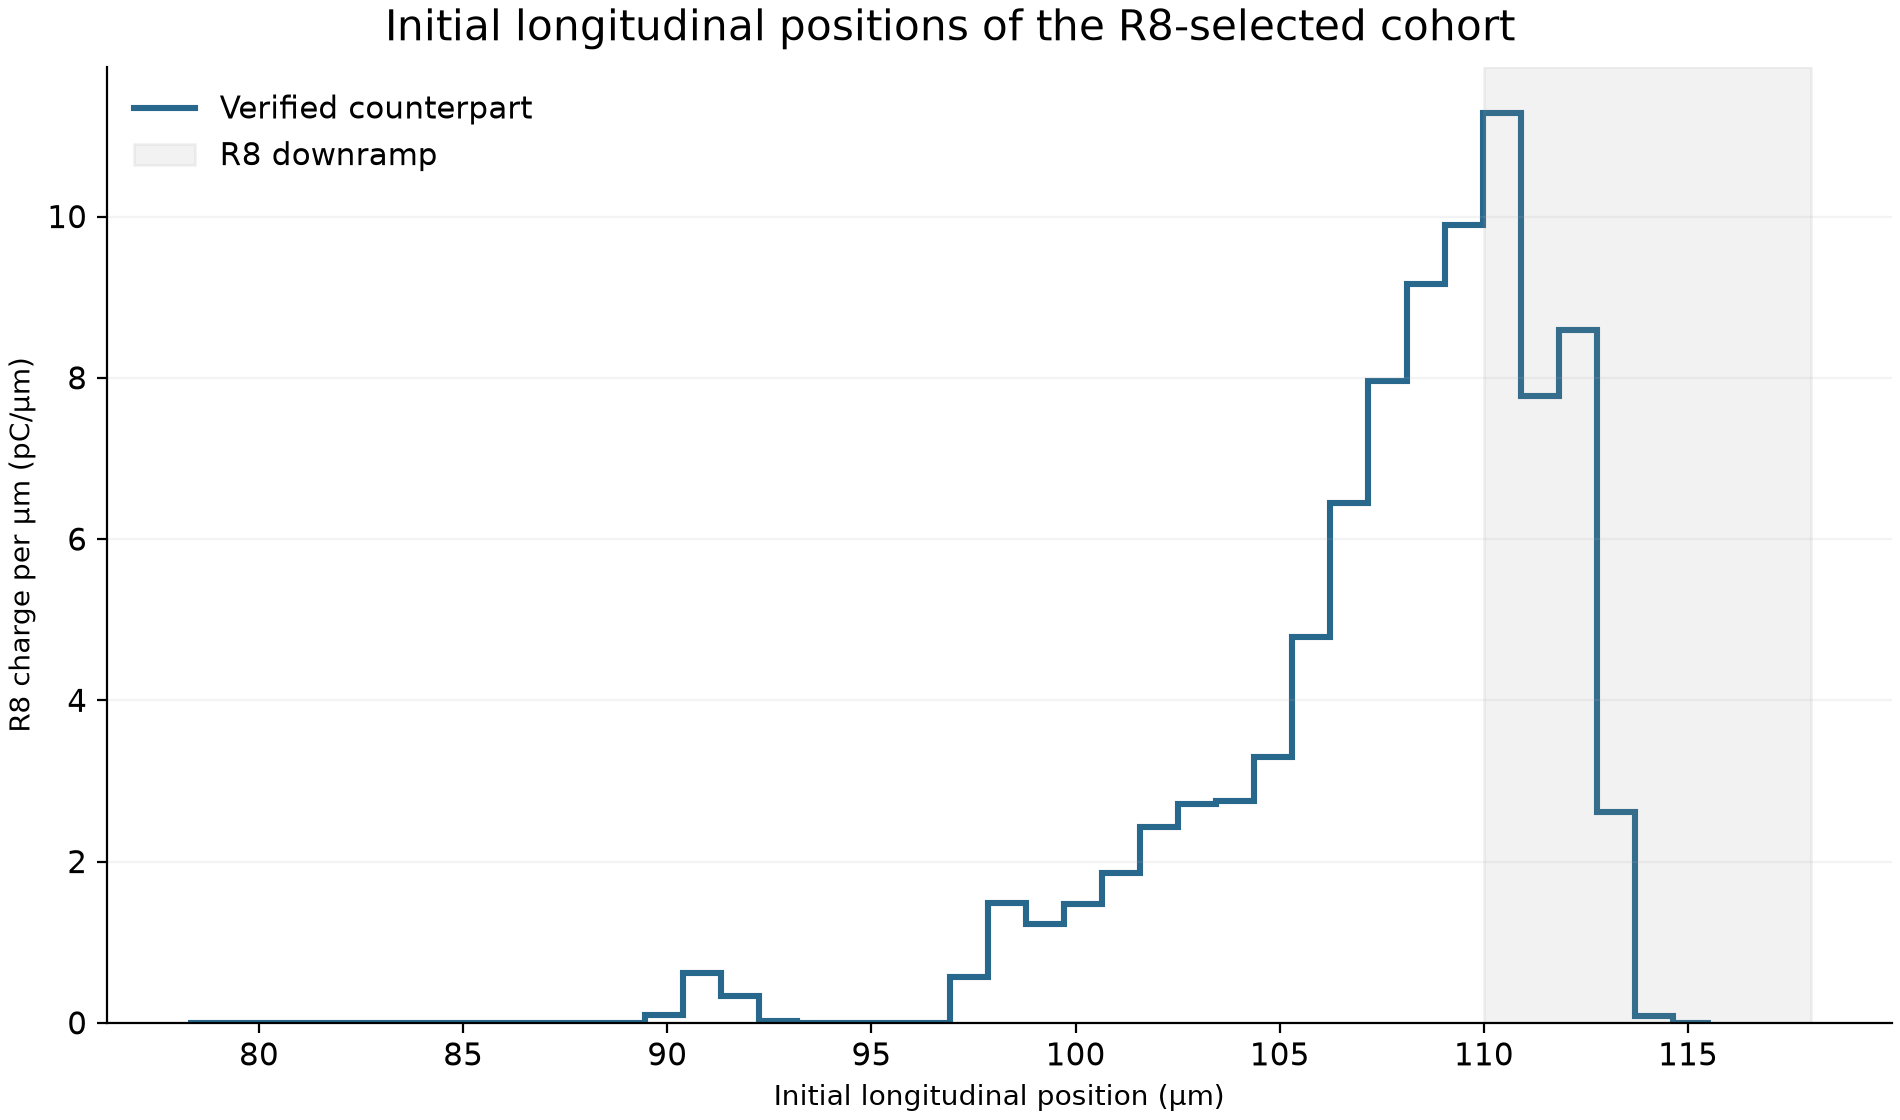 Initial longitudinal positions of the R8-selected cohort
Verified counterpart
R8 downramp
R8 charge per µm (pC/µm)
10
8
6
4
2
0
80 85 90 95 100 105 110 115
Initial longitudinal position (µm)